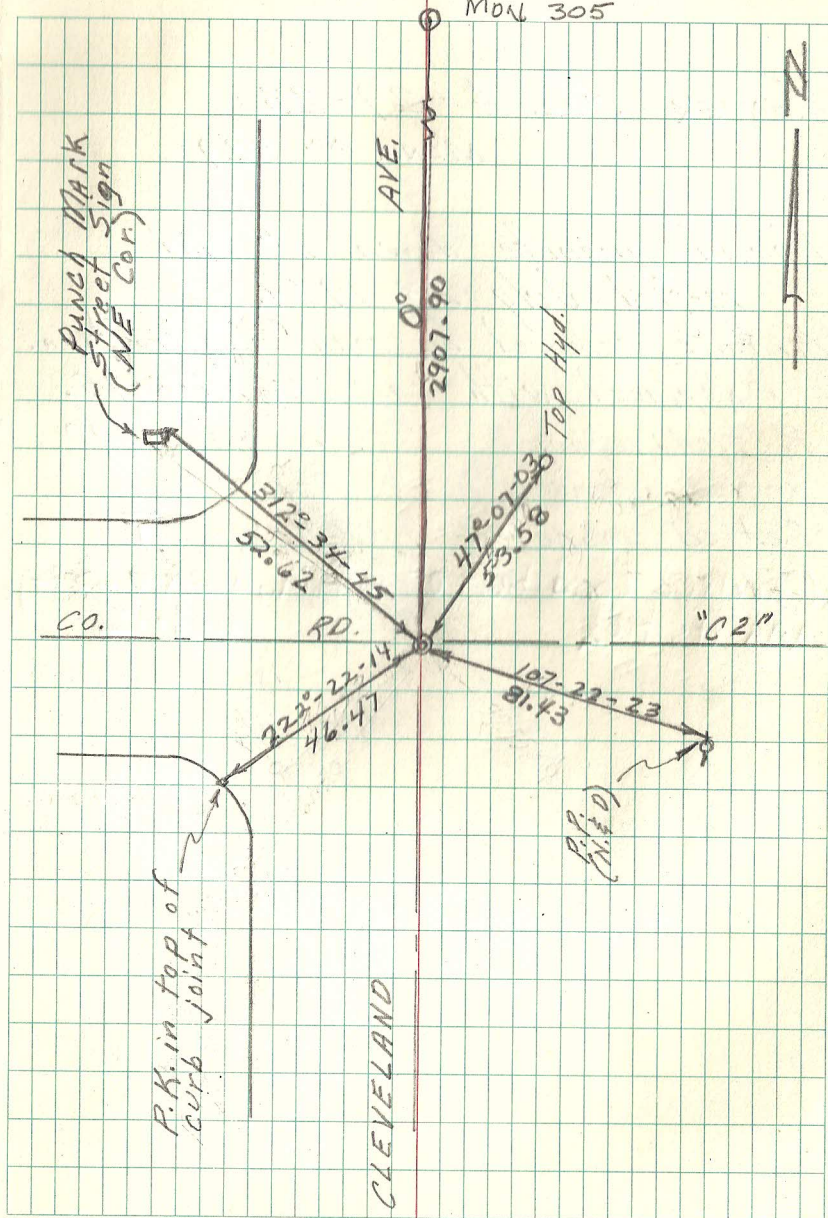 MON 305
N
PUNCH MARK
Street Sign
(NE Cor.)
AVE.
0°
2907.90
Top Hyd.
47°-07-03
53.58
312°-34-45
52.62
CO.
RD.
"C2"
222°-22-14
46.47
107-22-23
81.43
P.P.
(N.&D)
P.K. in top of
curb joint
CLEVELAND